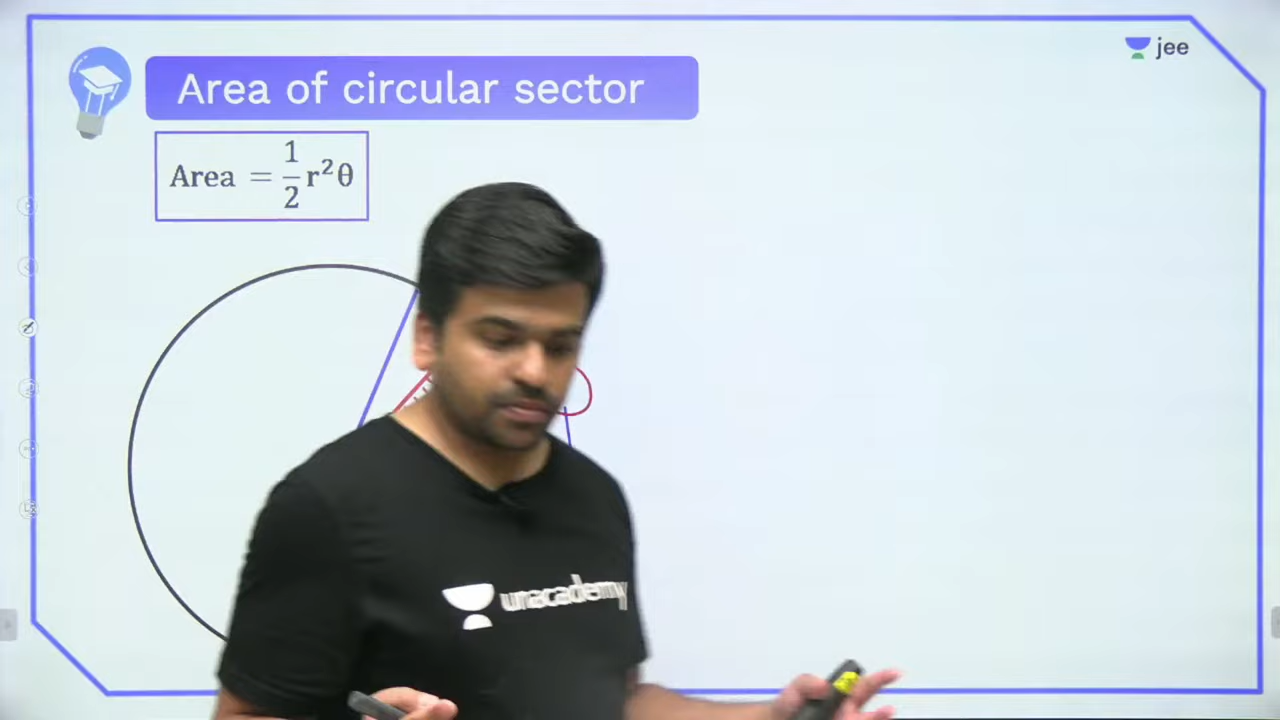 jee
Area of circular sector
Area = 1/2 r²θ
unacademy